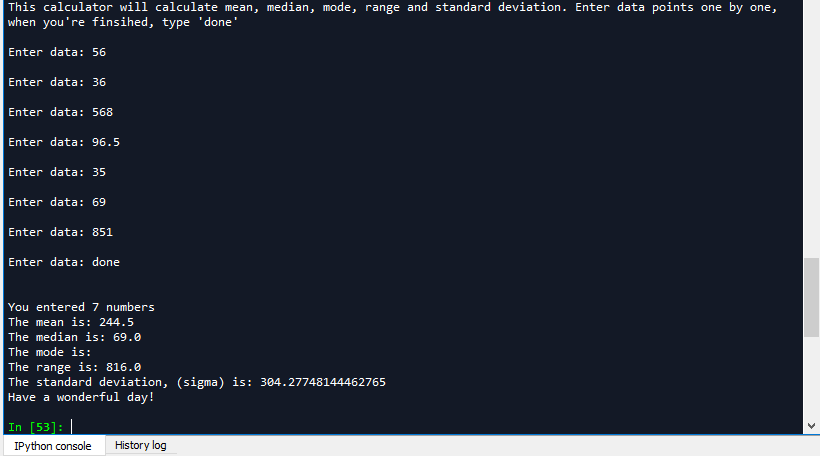 This calculator will calculate mean, median, mode, range and standard deviation. Enter data points one by one,
when you're finsihed, type 'done'
Enter data: 56
Enter data: 36
Enter data: 568
Enter data: 96.5
Enter data: 35
Enter data: 69
Enter data: 851
Enter data: done
You entered 7 numbers
The mean is: 244.5
The median is: 69.0
The mode is:
The range is: 816.0
The standard deviation, (sigma) is: 304.27748144462765
Have a wonderful day!
In [53]:
IPython console History log